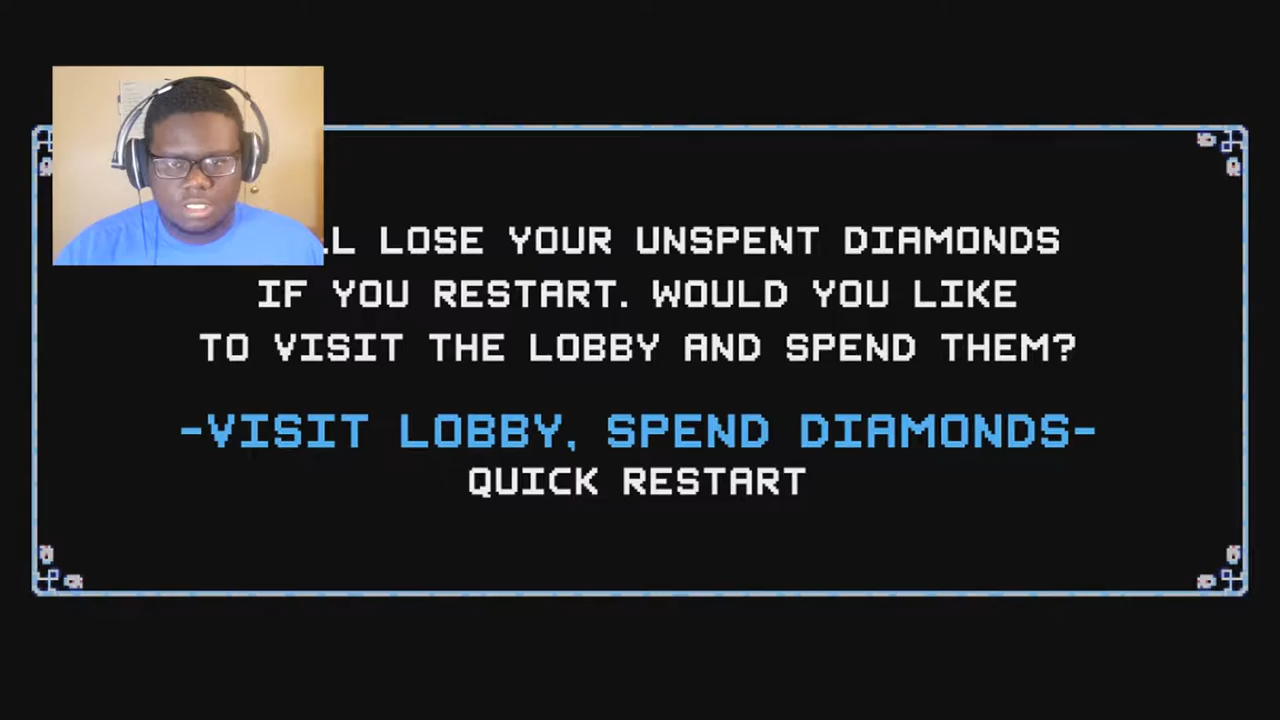 LOSE YOUR UNSPENT DIAMONDS
IF YOU RESTART. WOULD YOU LIKE
TO VISIT THE LOBBY AND SPEND THEM?
-VISIT LOBBY, SPEND DIAMONDS-
QUICK RESTART